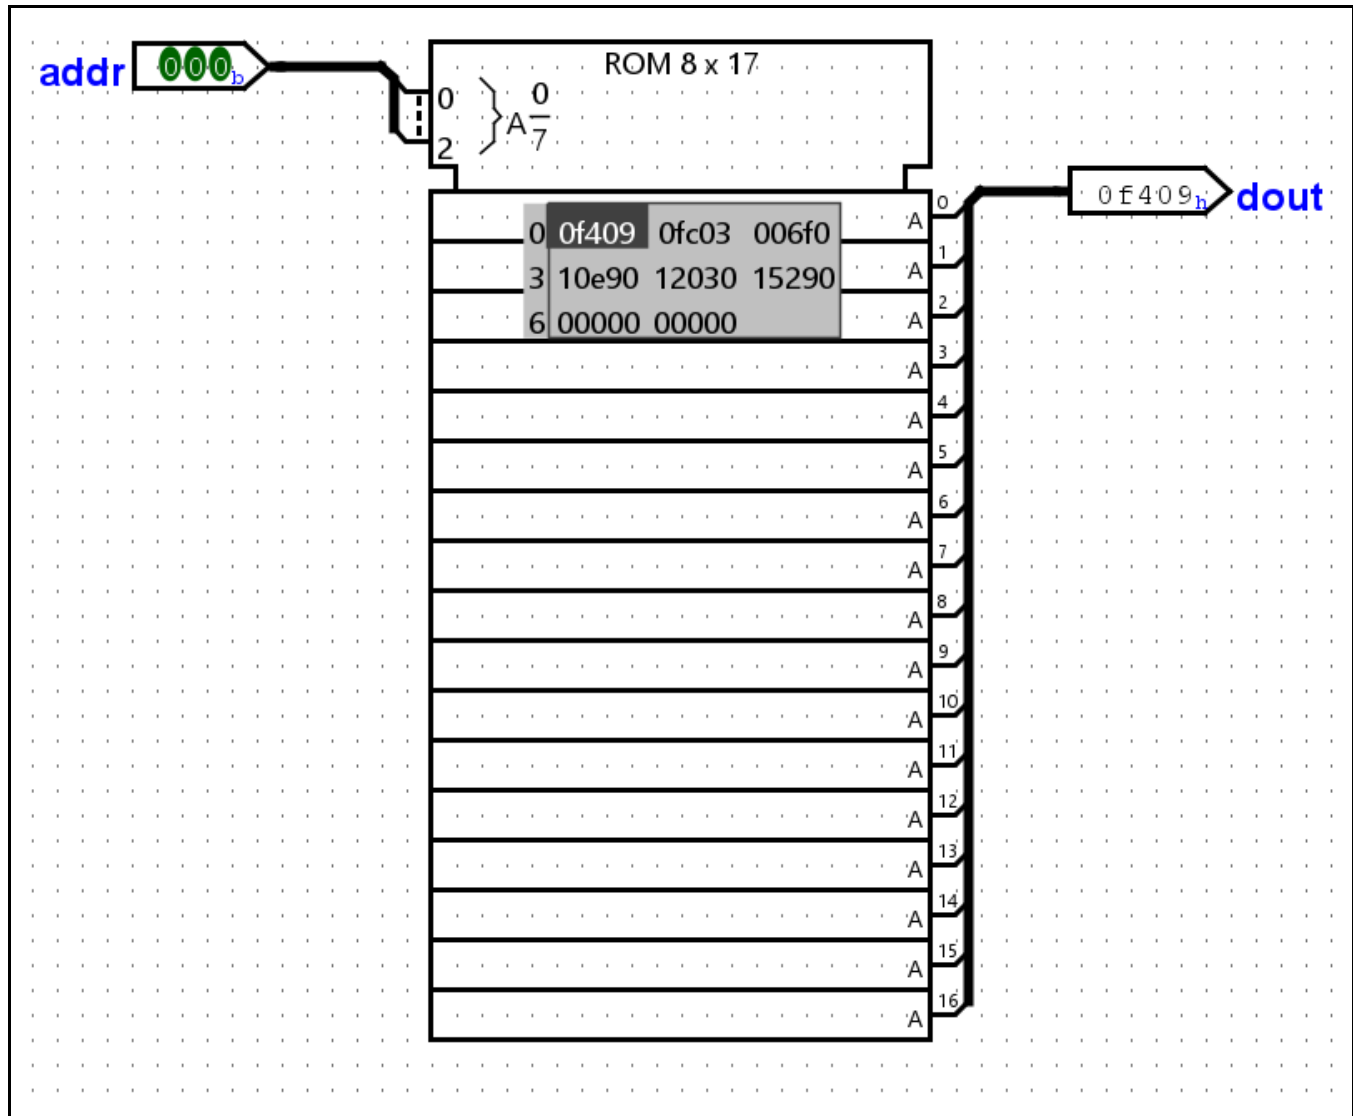 addr 000b
ROM 8 x 17
0
2
A 0
7
0 0f409 0fc03 006f0
3 10e90 12030 15290
6 00000 00000
A 0
A 1
A 2
A 3
A 4
A 5
A 6
A 7
A 8
A 9
A 10
A 11
A 12
A 13
A 14
A 15
A 16
0f409h dout